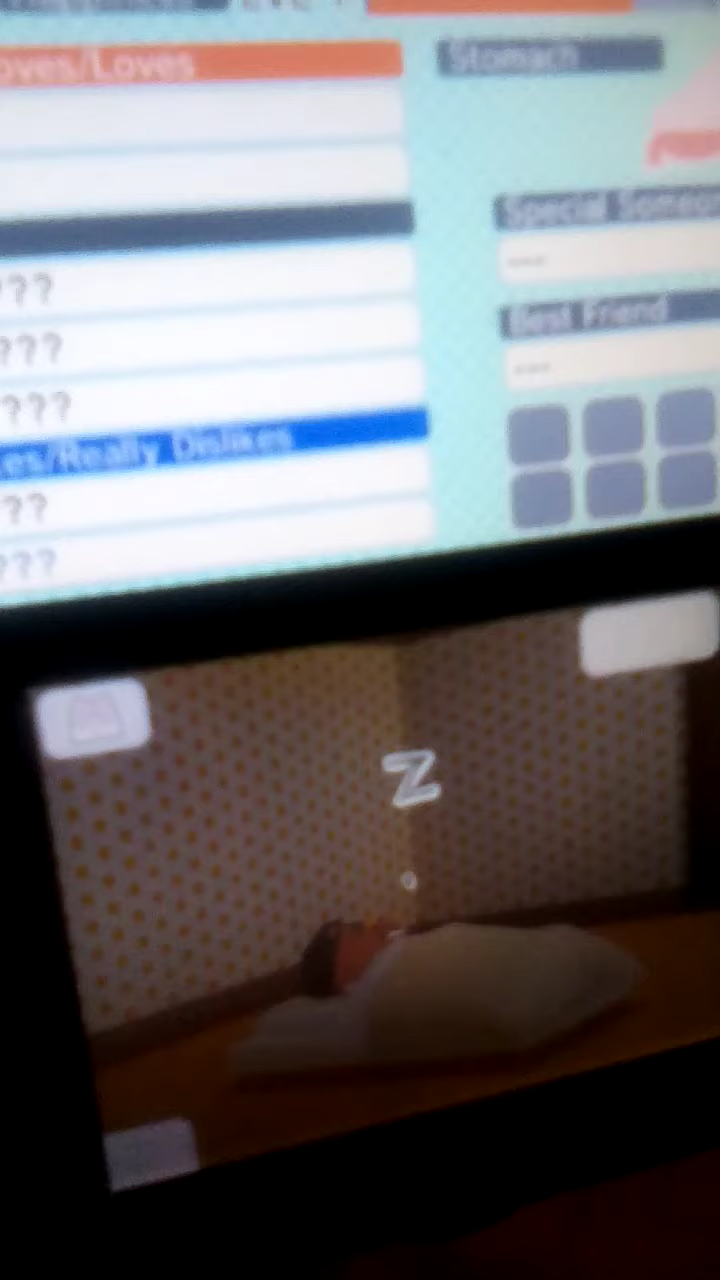 oves/Loves
Stomach
Special Someo
---
???
Best Friend
???
---
???
es/Really Dislikes
??
???
Z